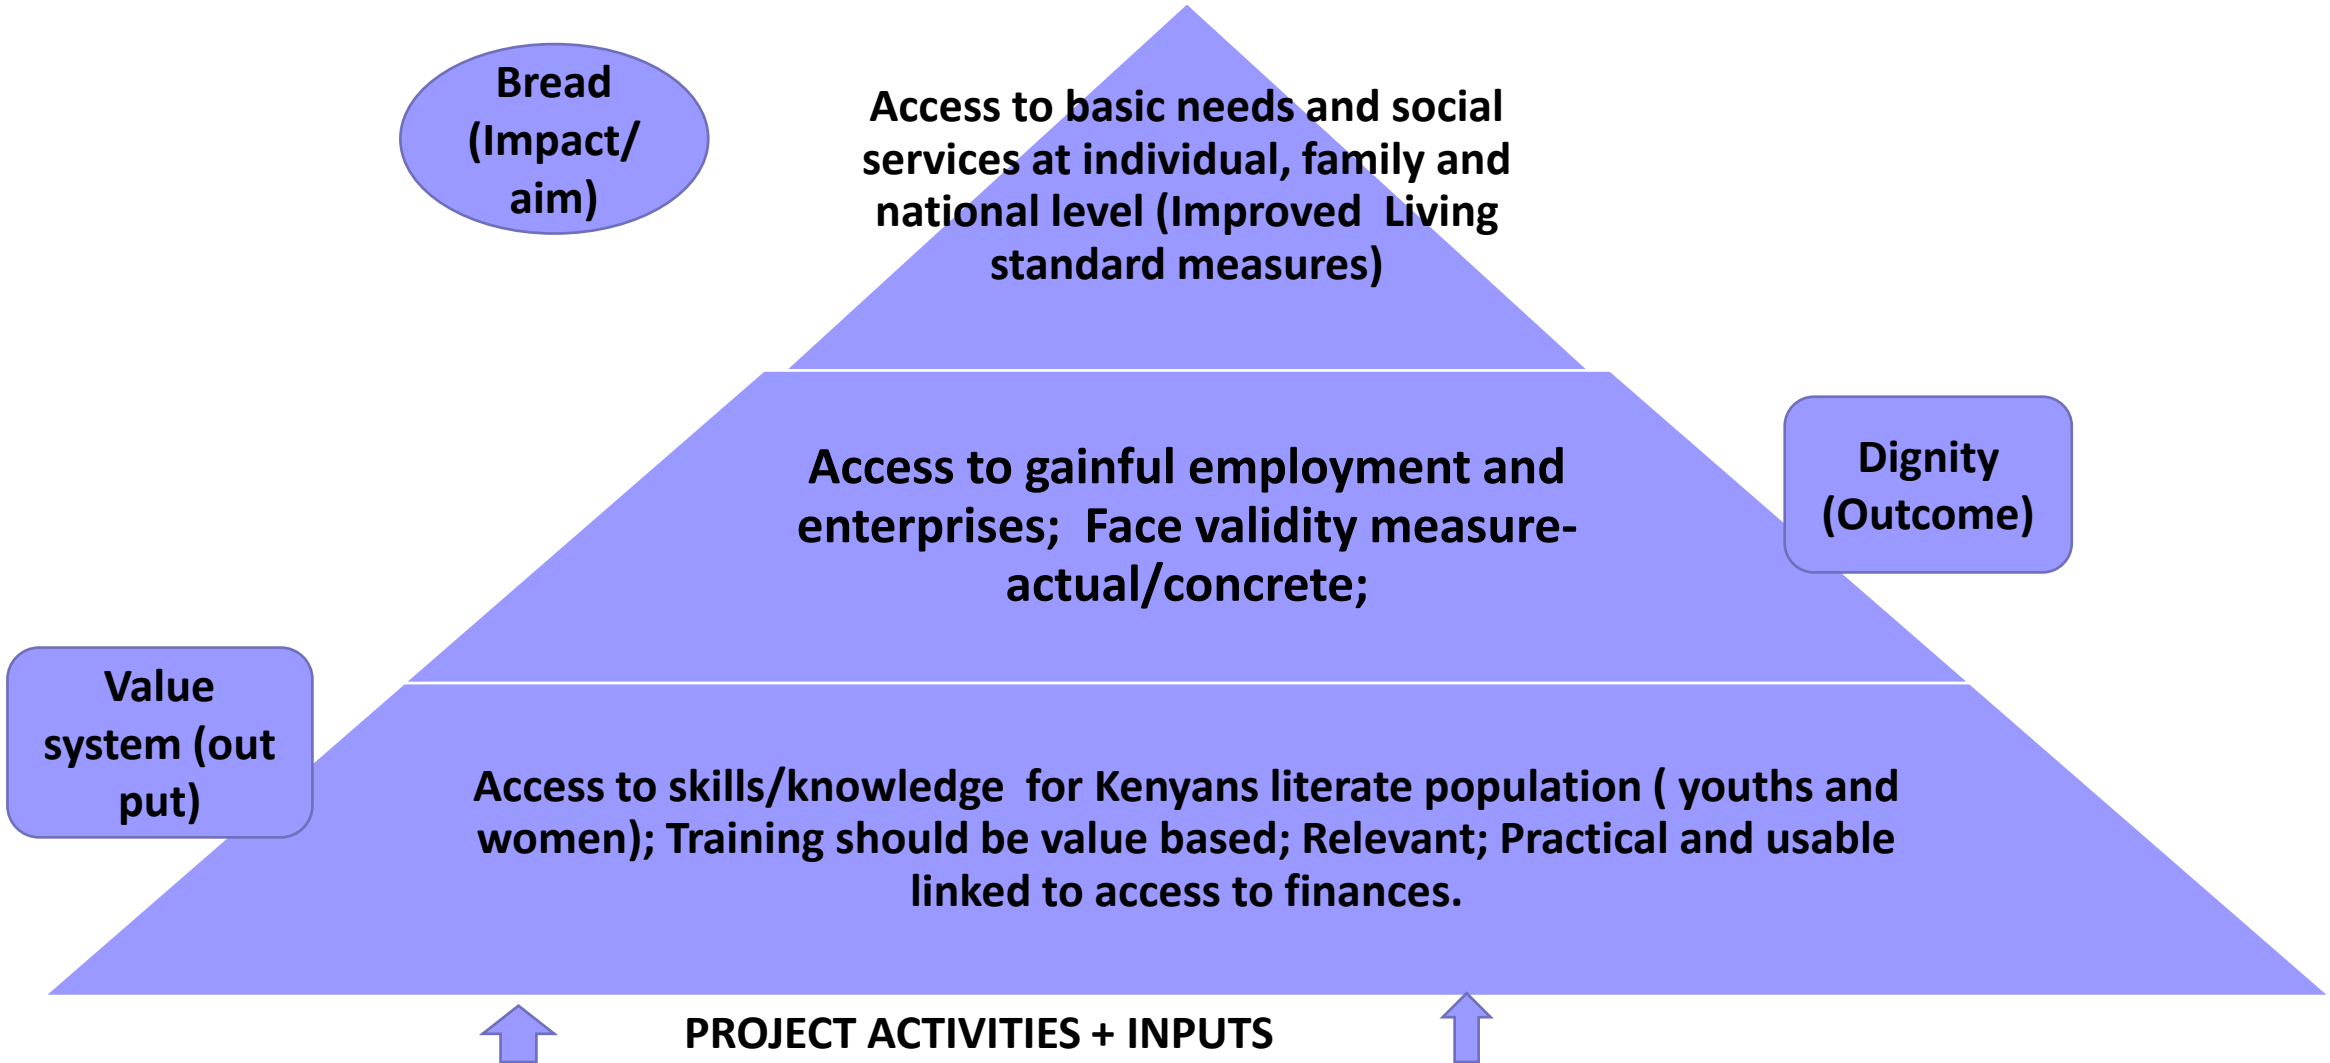 Bread
(Impact/
aim)
Access to basic needs and social
services at individual, family and
national level (Improved  Living
standard measures)
Access to gainful employment and
enterprises;  Face validity measure-
actual/concrete;
Dignity
(Outcome)
Value
system (out
put)
Access to skills/knowledge  for Kenyans literate population ( youths and
women); Training should be value based; Relevant; Practical and usable
linked to access to finances.
PROJECT ACTIVITIES + INPUTS